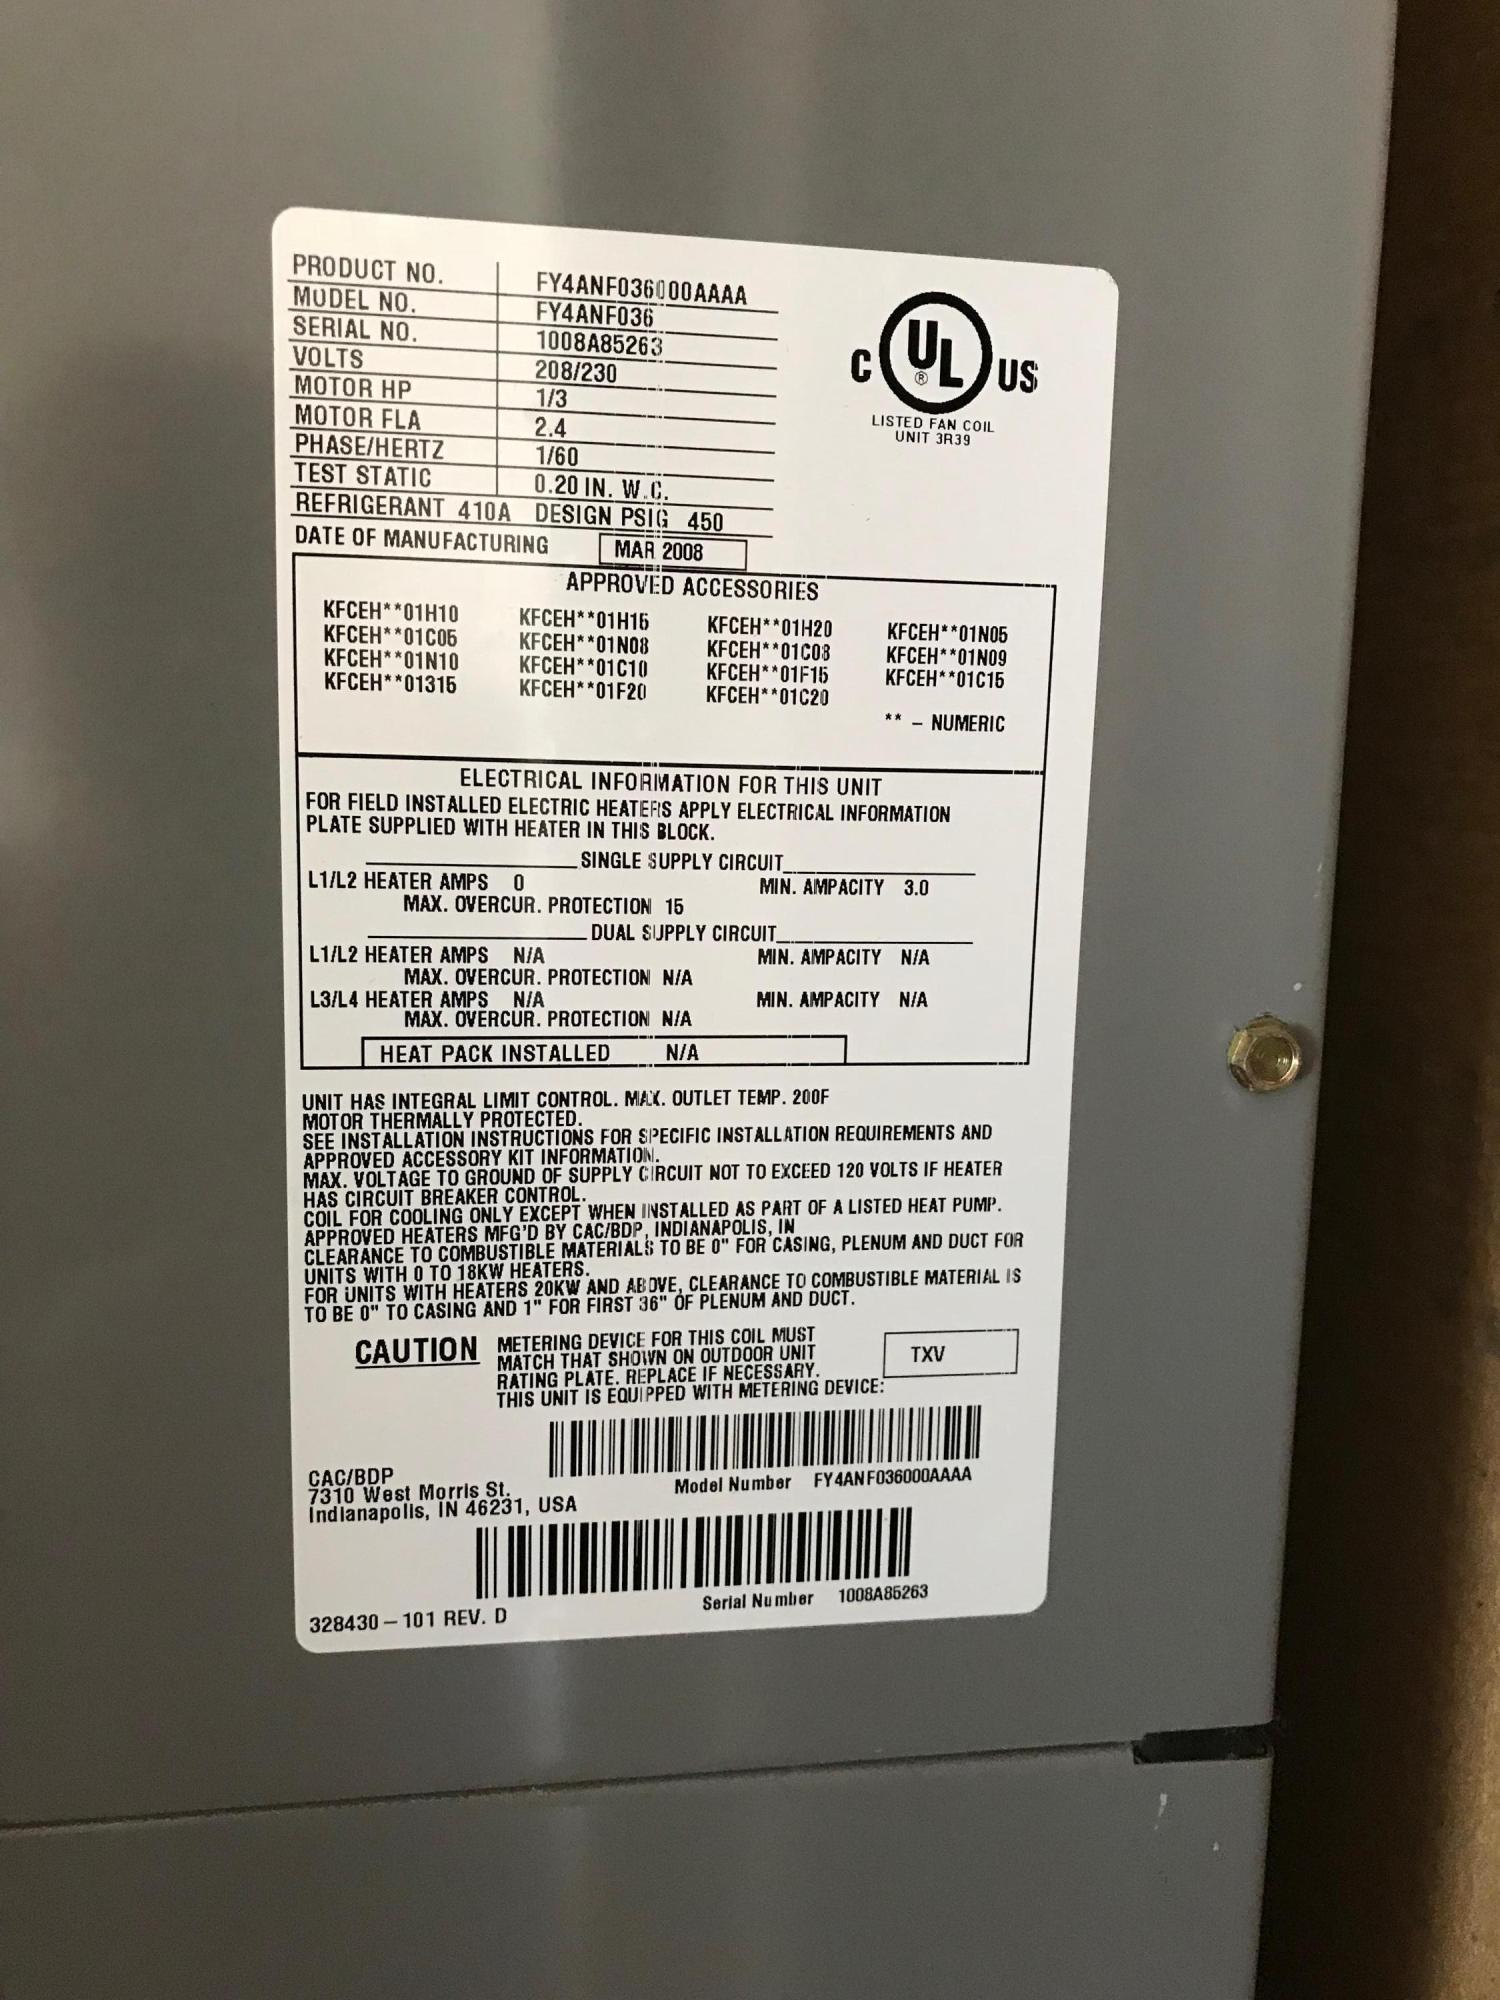 PRODUCT NO. FY4ANF036000AAAA
MODEL NO. FY4ANF036
SERIAL NO. 1008A85263
VOLTS 208/230
MOTOR HP 1/3
MOTOR FLA 2.4
PHASE/HERTZ 1/60
TEST STATIC 0.20 IN. W.C.
REFRIGERANT 410A DESIGN PSIG 450
DATE OF MANUFACTURING MAR 2008
C UL ® US
LISTED FAN COIL
UNIT 3R39
APPROVED ACCESSORIES
KFCEH**01H10 KFCEH**01H15 KFCEH**01H20 KFCEH**01N05
KFCEH**01C05 KFCEH**01N08 KFCEH**01C08 KFCEH**01N09
KFCEH**01N10 KFCEH**01C10 KFCEH**01F15 KFCEH**01C15
KFCEH**01315 KFCEH**01F20 KFCEH**01C20
** – NUMERIC
ELECTRICAL INFORMATION FOR THIS UNIT
FOR FIELD INSTALLED ELECTRIC HEATERS APPLY ELECTRICAL INFORMATION
PLATE SUPPLIED WITH HEATER IN THIS BLOCK.
SINGLE SUPPLY CIRCUIT
L1/L2 HEATER AMPS 0 MIN. AMPACITY 3.0
MAX. OVERCUR. PROTECTION 15
DUAL SUPPLY CIRCUIT
L1/L2 HEATER AMPS N/A MIN. AMPACITY N/A
MAX. OVERCUR. PROTECTION N/A
L3/L4 HEATER AMPS N/A MIN. AMPACITY N/A
MAX. OVERCUR. PROTECTION N/A
HEAT PACK INSTALLED N/A
UNIT HAS INTEGRAL LIMIT CONTROL. MAX. OUTLET TEMP. 200F
MOTOR THERMALLY PROTECTED.
SEE INSTALLATION INSTRUCTIONS FOR SPECIFIC INSTALLATION REQUIREMENTS AND
APPROVED ACCESSORY KIT INFORMATION.
MAX. VOLTAGE TO GROUND OF SUPPLY CIRCUIT NOT TO EXCEED 120 VOLTS IF HEATER
HAS CIRCUIT BREAKER CONTROL.
COIL FOR COOLING ONLY EXCEPT WHEN INSTALLED AS PART OF A LISTED HEAT PUMP.
APPROVED HEATERS MFG'D BY CAC/BDP, INDIANAPOLIS, IN
CLEARANCE TO COMBUSTIBLE MATERIALS TO BE 0" FOR CASING, PLENUM AND DUCT FOR
UNITS WITH 0 TO 18KW HEATERS.
FOR UNITS WITH HEATERS 20KW AND ABOVE, CLEARANCE TO COMBUSTIBLE MATERIAL IS
TO BE 0" TO CASING AND 1" FOR FIRST 36" OF PLENUM AND DUCT.
CAUTION METERING DEVICE FOR THIS COIL MUST
MATCH THAT SHOWN ON OUTDOOR UNIT
RATING PLATE. REPLACE IF NECESSARY.
THIS UNIT IS EQUIPPED WITH METERING DEVICE: TXV
Model Number FY4ANF036000AAAA
CAC/BDP
7310 West Morris St.
Indianapolis, IN 46231, USA
Serial Number 1008A85263
328430–101 REV. D